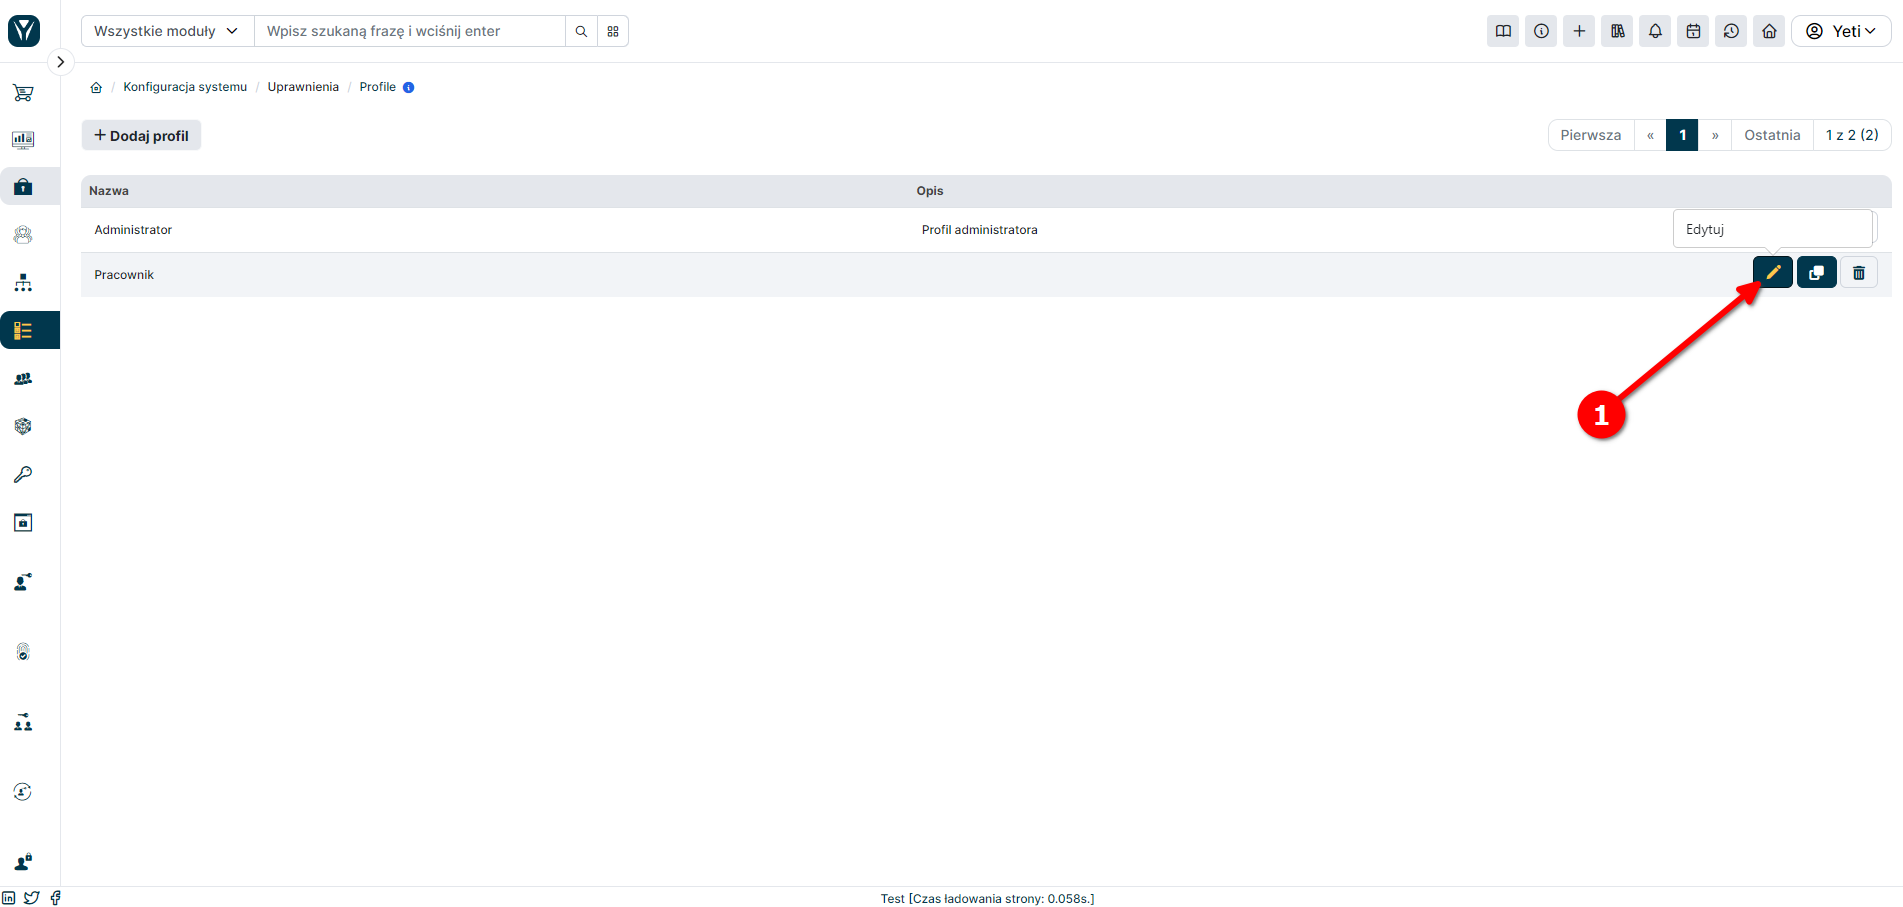 Wszystkie moduły Wpisz szukaną frazę i wciśnij enter Yeti
/ Konfiguracja systemu / Uprawnienia / Profile
+ Dodaj profil Pierwsza « 1 » Ostatnia 1 z 2 (2)
Nazwa Opis
Administrator Profil administratora Edytuj
Pracownik
1
Test [Czas ładowania strony: 0.058s.]